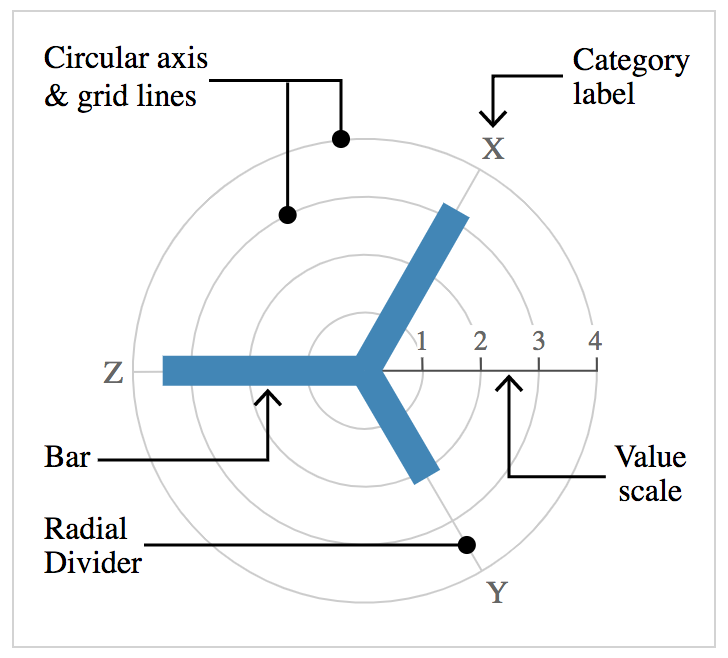 Circular axis
& grid lines
Category
label
X
1 2 3 4
Z
Bar
Value
scale
Radial
Divider
Y